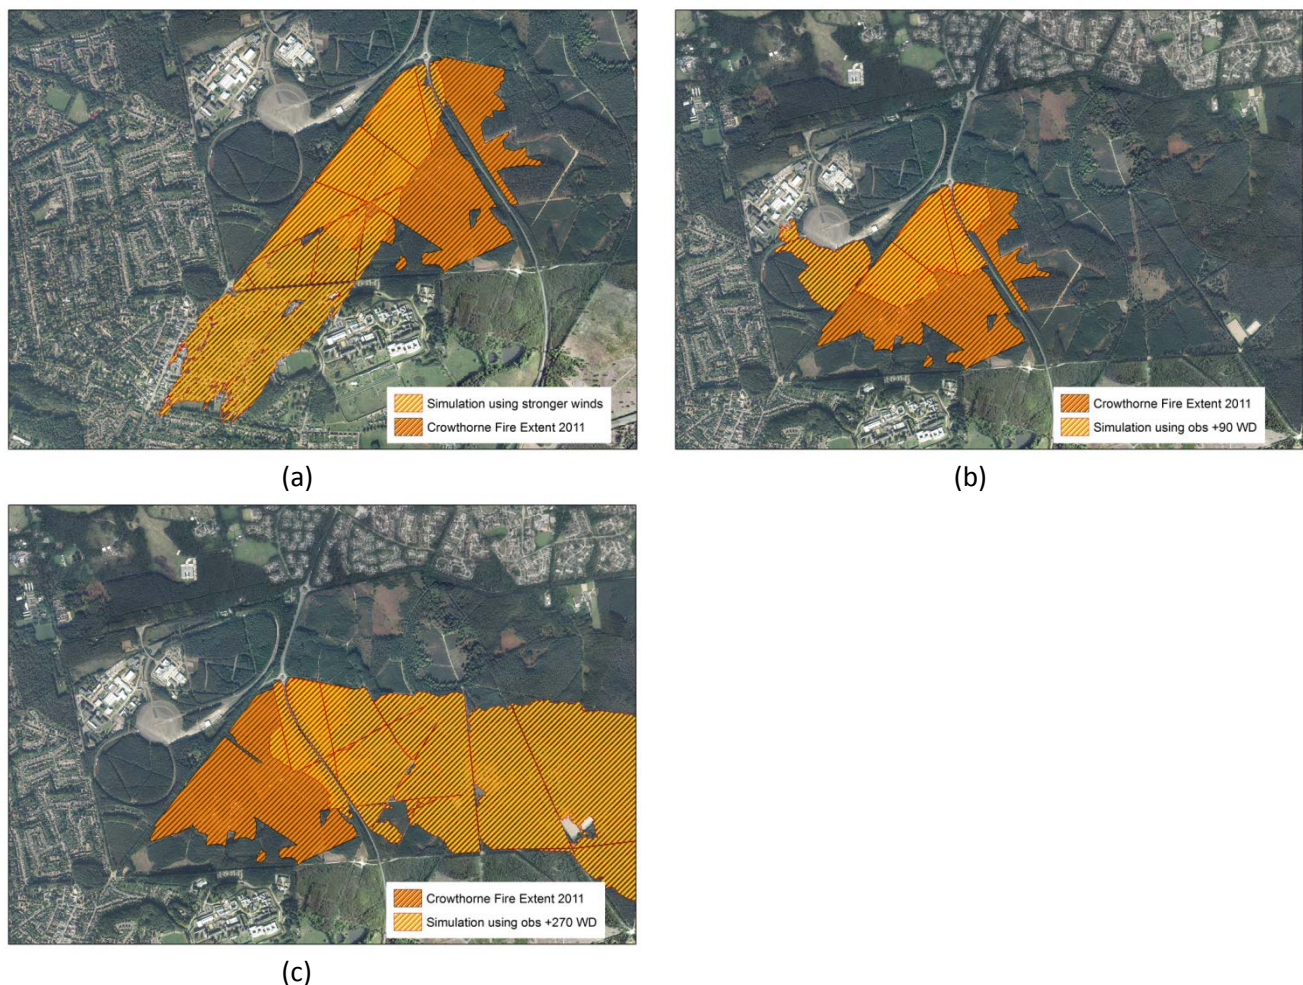 Simulation using stronger winds
Crowthorne Fire Extent 2011
(a)
Crowthorne Fire Extent 2011
Simulation using obs +90 WD
(b)
Crowthorne Fire Extent 2011
Simulation using obs +270 WD
(c)